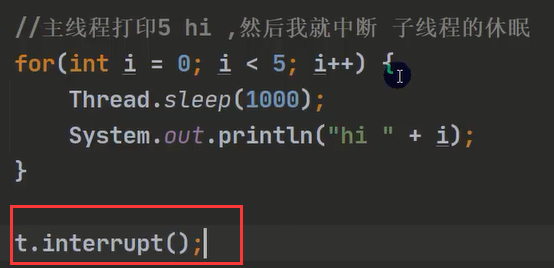 //主线程打印5 hi ,然后我就中断 子线程的休眠
for(int i = 0; i < 5; i++) {
Thread.sleep(1000);
System.out.println("hi " + i);
}
t.interrupt();